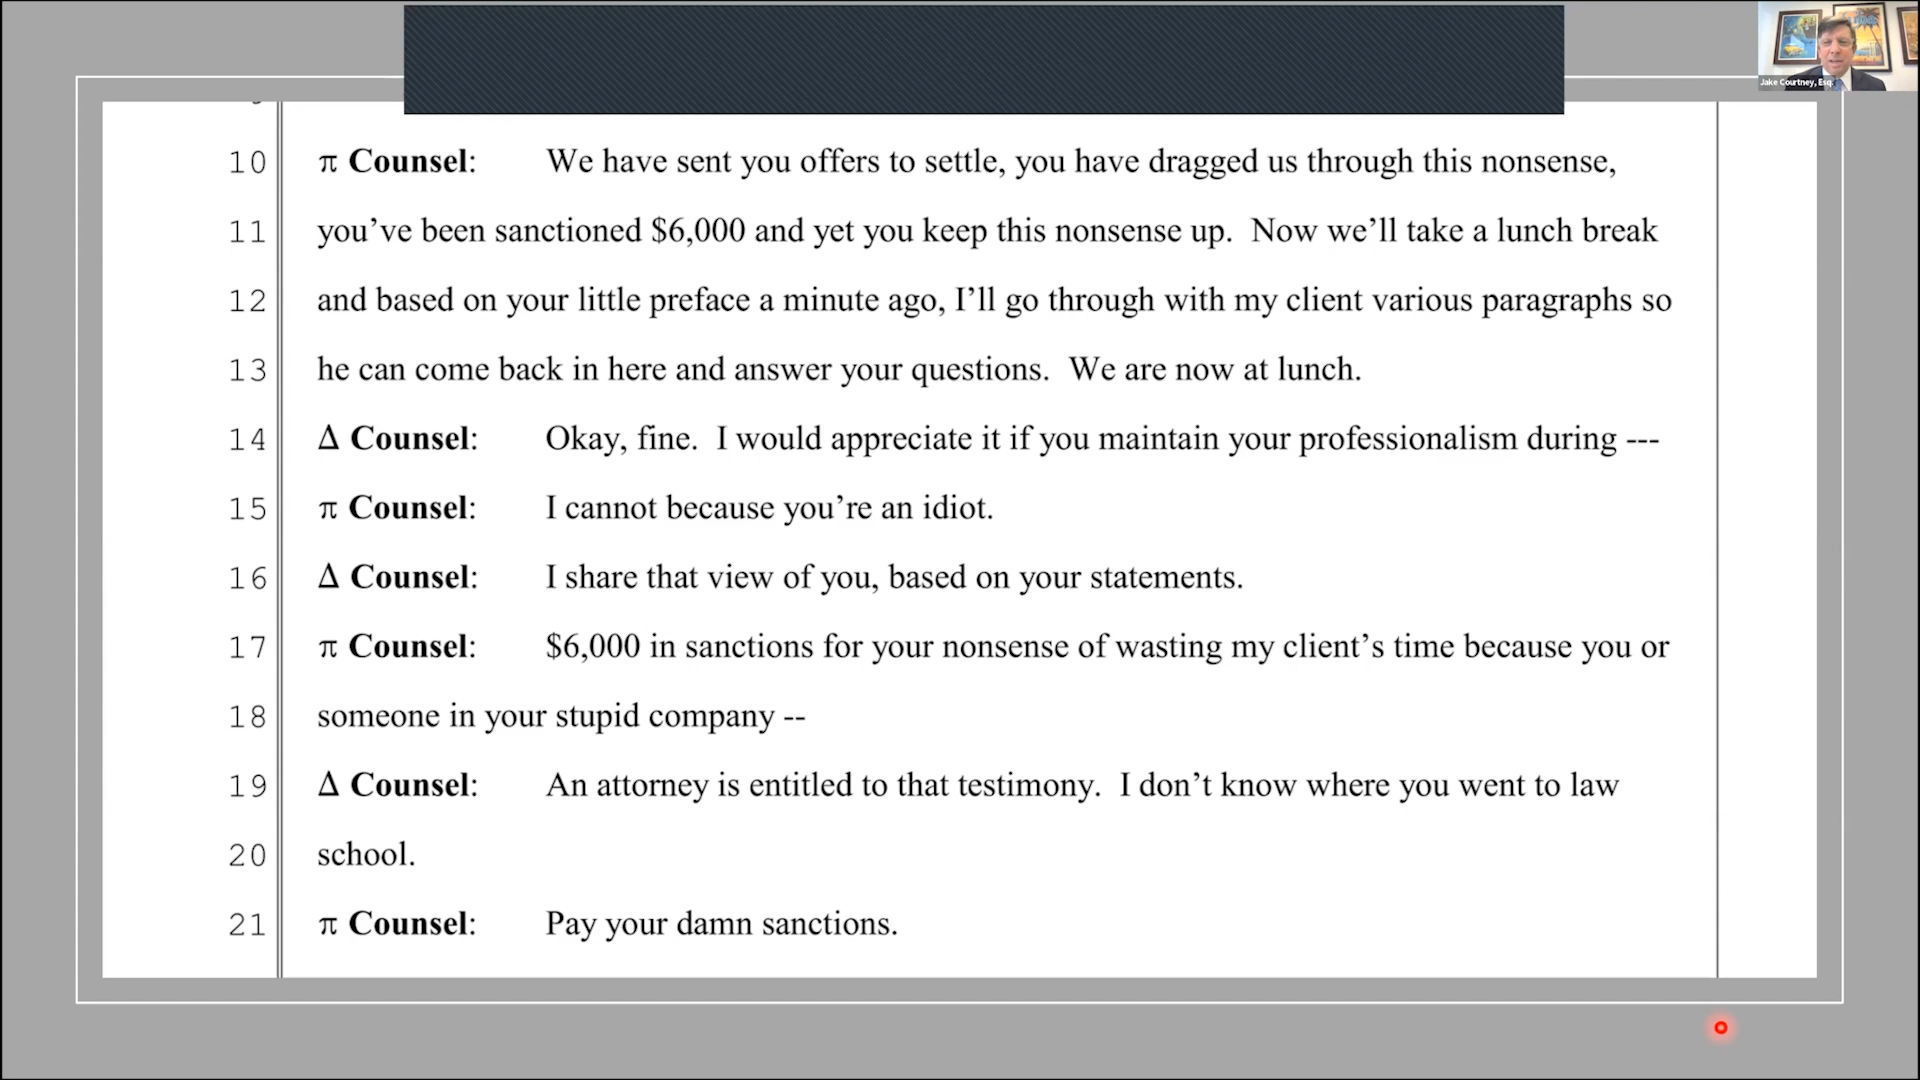 Jake Courtney, Esq.
10 π Counsel: We have sent you offers to settle, you have dragged us through this nonsense,
11 you’ve been sanctioned $6,000 and yet you keep this nonsense up. Now we’ll take a lunch break
12 and based on your little preface a minute ago, I’ll go through with my client various paragraphs so
13 he can come back in here and answer your questions. We are now at lunch.
14 Δ Counsel: Okay, fine. I would appreciate it if you maintain your professionalism during ---
15 π Counsel: I cannot because you’re an idiot.
16 Δ Counsel: I share that view of you, based on your statements.
17 π Counsel: $6,000 in sanctions for your nonsense of wasting my client’s time because you or
18 someone in your stupid company --
19 Δ Counsel: An attorney is entitled to that testimony. I don’t know where you went to law
20 school.
21 π Counsel: Pay your damn sanctions.